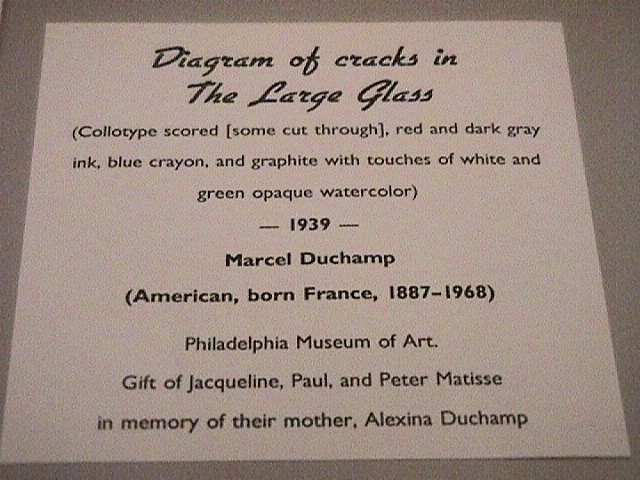 Diagram of cracks in
The Large Glass
(Collotype scored [some cut through], red and dark gray
ink, blue crayon, and graphite with touches of white and
green opaque watercolor)
— 1939 —
Marcel Duchamp
(American, born France, 1887–1968)
Philadelphia Museum of Art.
Gift of Jacqueline, Paul, and Peter Matisse
in memory of their mother, Alexina Duchamp